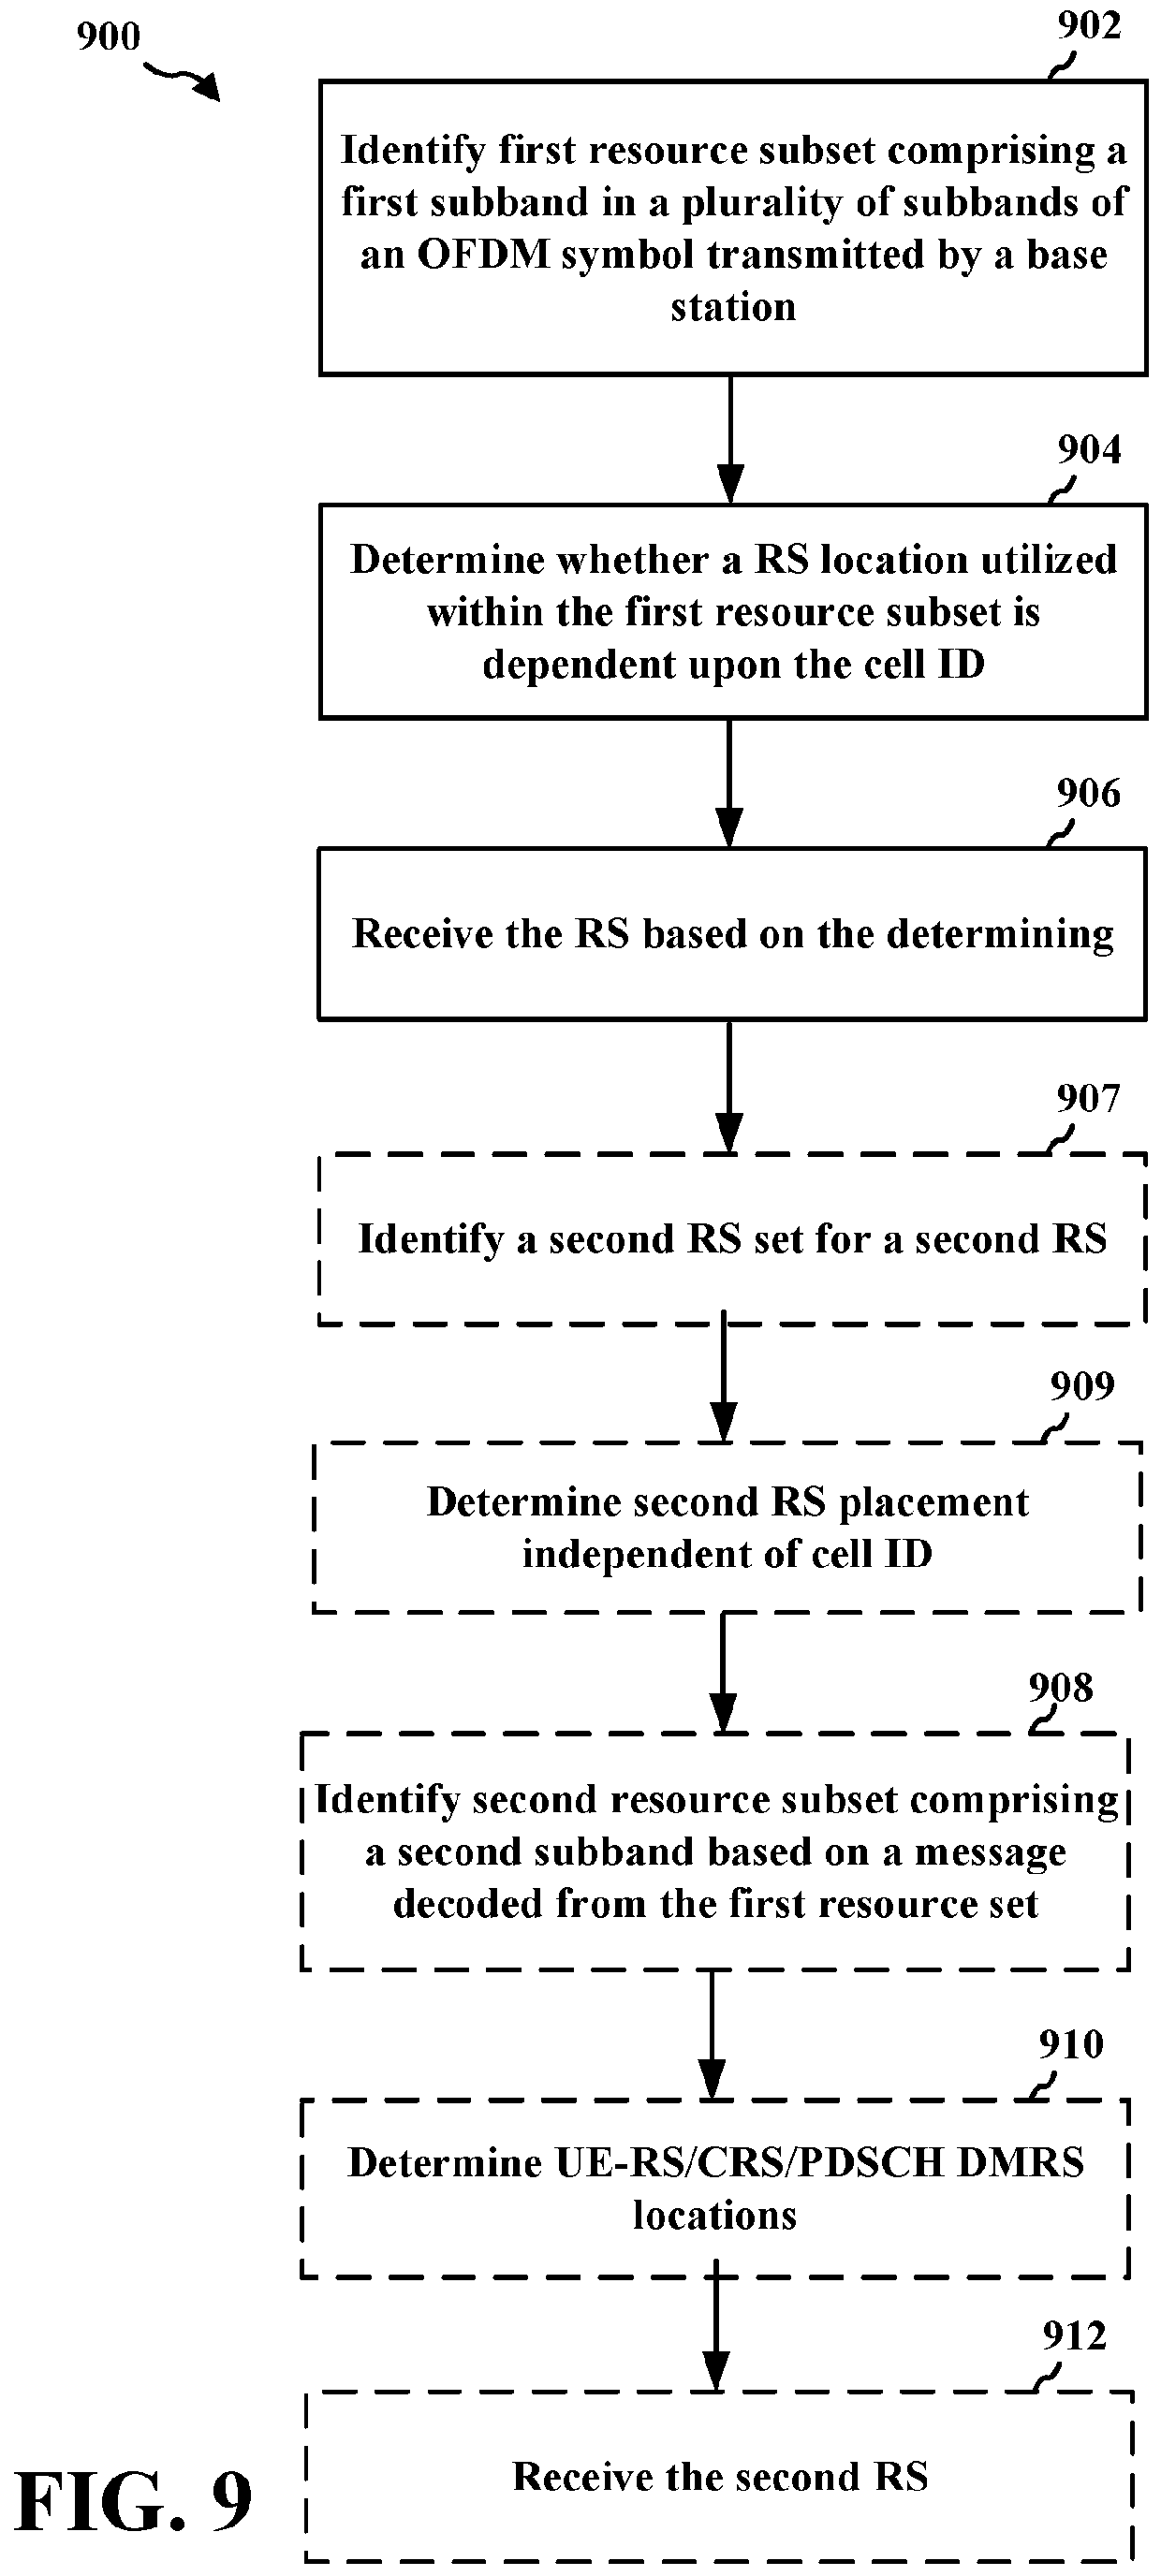 900
902
Identify first resource subset comprising a
first subband in a plurality of subbands of
an OFDM symbol transmitted by a base
station
904
Determine whether a RS location utilized
within the first resource subset is
dependent upon the cell ID
906
Receive the RS based on the determining
907
Identify a second RS set for a second RS
909
Determine second RS placement
independent of cell ID
908
Identify second resource subset comprising
a second subband based on a message
decoded from the first resource set
910
Determine UE-RS/CRS/PDSCH DMRS
locations
912
Receive the second RS
FIG. 9